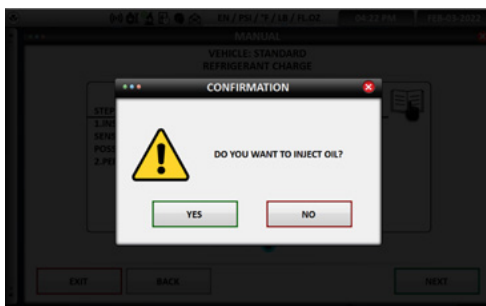 EN / PSI / °F / LB / FL.OZ
04:22 PM
FEB-03-2022
MANUAL
VEHICLE: STANDARD
REFRIGERANT CHARGE
CONFIRMATION
DO YOU WANT TO INJECT OIL?
YES
NO
EXIT
BACK
NEXT